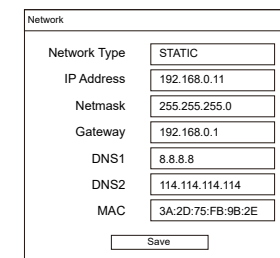 Network
Network Type STATIC
IP Address 192.168.0.11
Netmask 255.255.255.0
Gateway 192.168.0.1
DNS1 8.8.8.8
DNS2 114.114.114.114
MAC 3A:2D:75:FB:9B:2E
Save